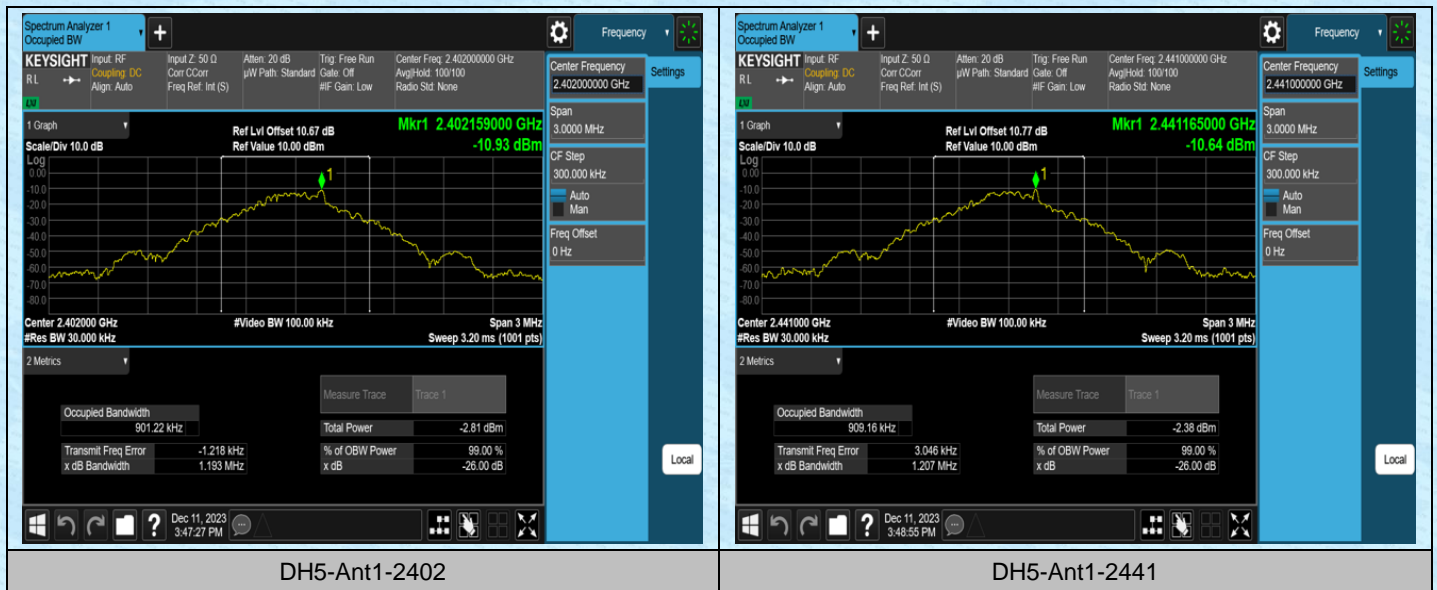 Spectrum Analyzer 1
Occupied BW
+
Frequency
KEYSIGHT
RL
LXI
Input: RF
Coupling: DC
Align: Auto
Input Z: 50 Ω
Corr CCorr
Freq Ref: Int (S)
Atten: 20 dB
µW Path: Standard
Trig: Free Run
Gate: Off
#IF Gain: Low
Center Freq: 2.402000000 GHz
Avg|Hold: 100/100
Radio Std: None
Center Frequency
2.402000000 GHz
Settings
Span
3.0000 MHz
CF Step
300.000 kHz
Auto
Man
Freq Offset
0 Hz
Local
1 Graph
Scale/Div 10.0 dB
Ref Lvl Offset 10.67 dB
Ref Value 10.00 dBm
Mkr1 2.402159000 GHz
-10.93 dBm
Log
0.00
-10.0
-20.0
-30.0
-40.0
-50.0
-60.0
-70.0
-80.0
1
Center 2.402000 GHz
#Video BW 100.00 kHz
Span 3 MHz
#Res BW 30.000 kHz
Sweep 3.20 ms (1001 pts)
2 Metrics
Measure Trace Trace 1
Occupied Bandwidth
901.22 kHz
Total Power -2.81 dBm
Transmit Freq Error -1.218 kHz
% of OBW Power 99.00 %
x dB Bandwidth 1.193 MHz
x dB -26.00 dB
?
Dec 11, 2023
3:47:27 PM
DH5-Ant1-2402
Spectrum Analyzer 1
Occupied BW
+
Frequency
KEYSIGHT
RL
LXI
Input: RF
Coupling: DC
Align: Auto
Input Z: 50 Ω
Corr CCorr
Freq Ref: Int (S)
Atten: 20 dB
µW Path: Standard
Trig: Free Run
Gate: Off
#IF Gain: Low
Center Freq: 2.441000000 GHz
Avg|Hold: 100/100
Radio Std: None
Center Frequency
2.441000000 GHz
Settings
Span
3.0000 MHz
CF Step
300.000 kHz
Auto
Man
Freq Offset
0 Hz
Local
1 Graph
Scale/Div 10.0 dB
Ref Lvl Offset 10.77 dB
Ref Value 10.00 dBm
Mkr1 2.441165000 GHz
-10.64 dBm
Log
0.00
-10.0
-20.0
-30.0
-40.0
-50.0
-60.0
-70.0
-80.0
1
Center 2.441000 GHz
#Video BW 100.00 kHz
Span 3 MHz
#Res BW 30.000 kHz
Sweep 3.20 ms (1001 pts)
2 Metrics
Measure Trace Trace 1
Occupied Bandwidth
909.16 kHz
Total Power -2.38 dBm
Transmit Freq Error 3.046 kHz
% of OBW Power 99.00 %
x dB Bandwidth 1.207 MHz
x dB -26.00 dB
?
Dec 11, 2023
3:48:55 PM
DH5-Ant1-2441